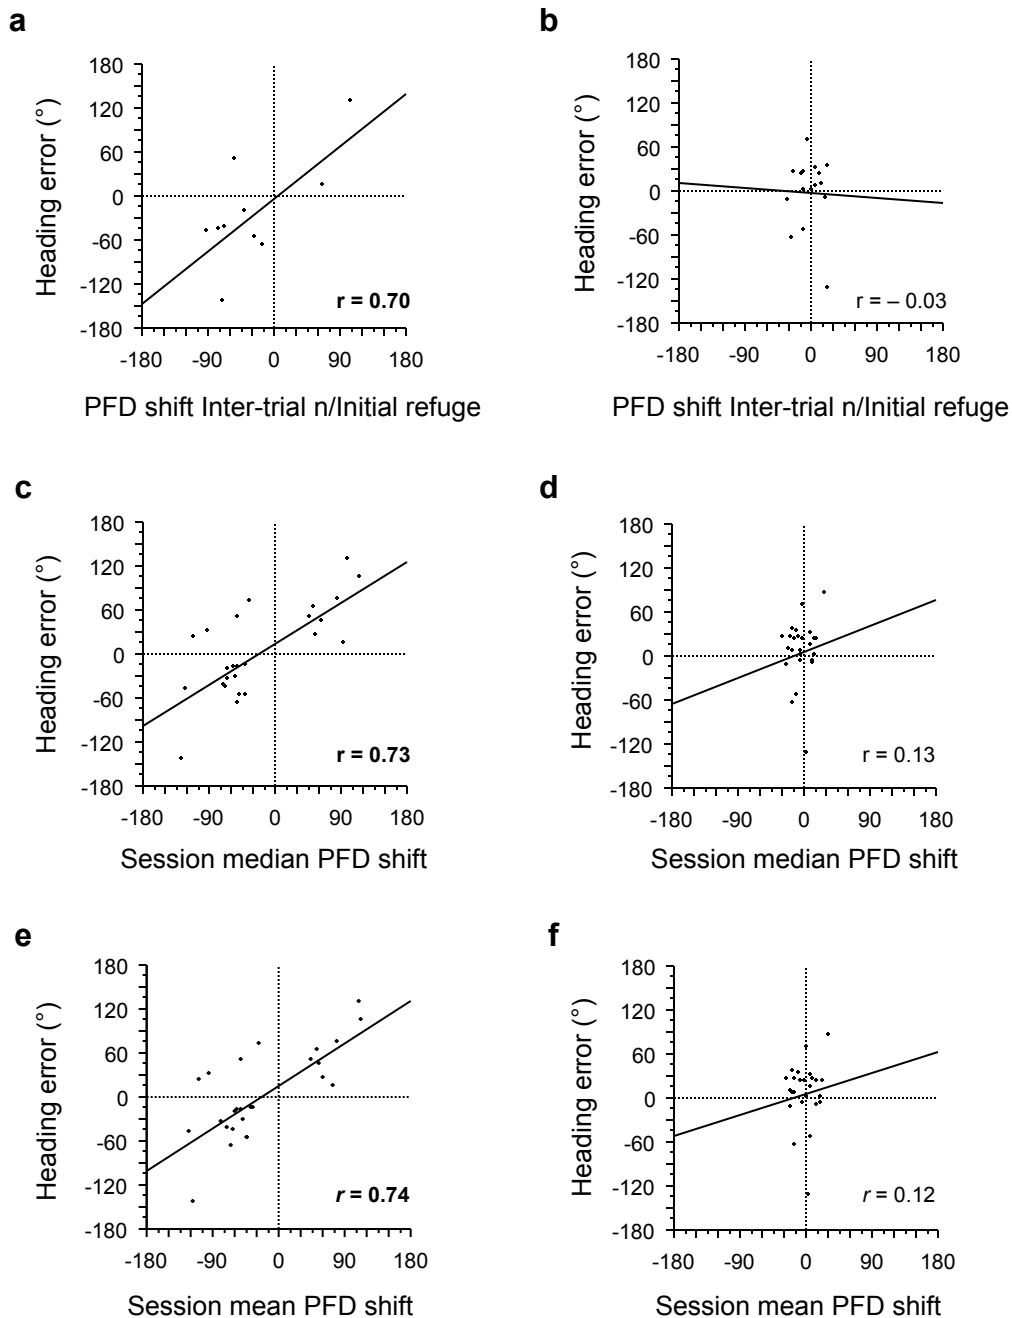 a
180
120
60
0
-60
-120
-180
Heading error (°)
r = 0.70
-180 -90 0 90 180
PFD shift Inter-trial n/Initial refuge
b
180
120
60
0
-60
-120
-180
Heading error (°)
r = – 0.03
-180 -90 0 90 180
PFD shift Inter-trial n/Initial refuge
c
180
120
60
0
-60
-120
-180
Heading error (°)
r = 0.73
-180 -90 0 90 180
Session median PFD shift
d
180
120
60
0
-60
-120
-180
Heading error (°)
r = 0.13
-180 -90 0 90 180
Session median PFD shift
e
180
120
60
0
-60
-120
-180
Heading error (°)
r = 0.74
-180 -90 0 90 180
Session mean PFD shift
f
180
120
60
0
-60
-120
-180
Heading error (°)
r = 0.12
-180 -90 0 90 180
Session mean PFD shift